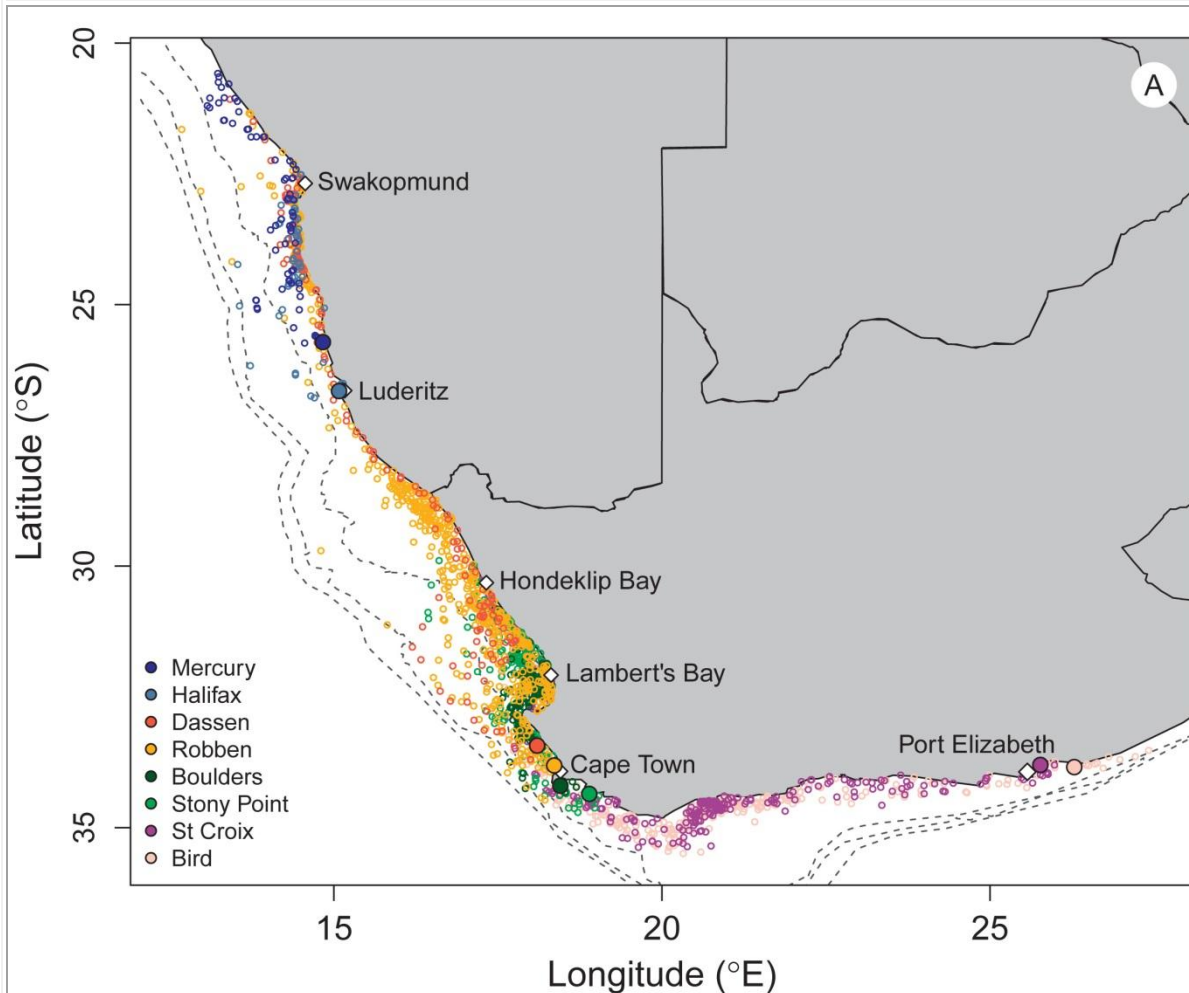 20
A
Swakopmund
25
Luderitz
Latitude (°S)
30
Hondeklip Bay
Lambert's Bay
Mercury
Halifax
Dassen
Robben
Boulders
Stony Point
St Croix
Bird
Port Elizabeth
Cape Town
35
15
20
25
Longitude (°E)